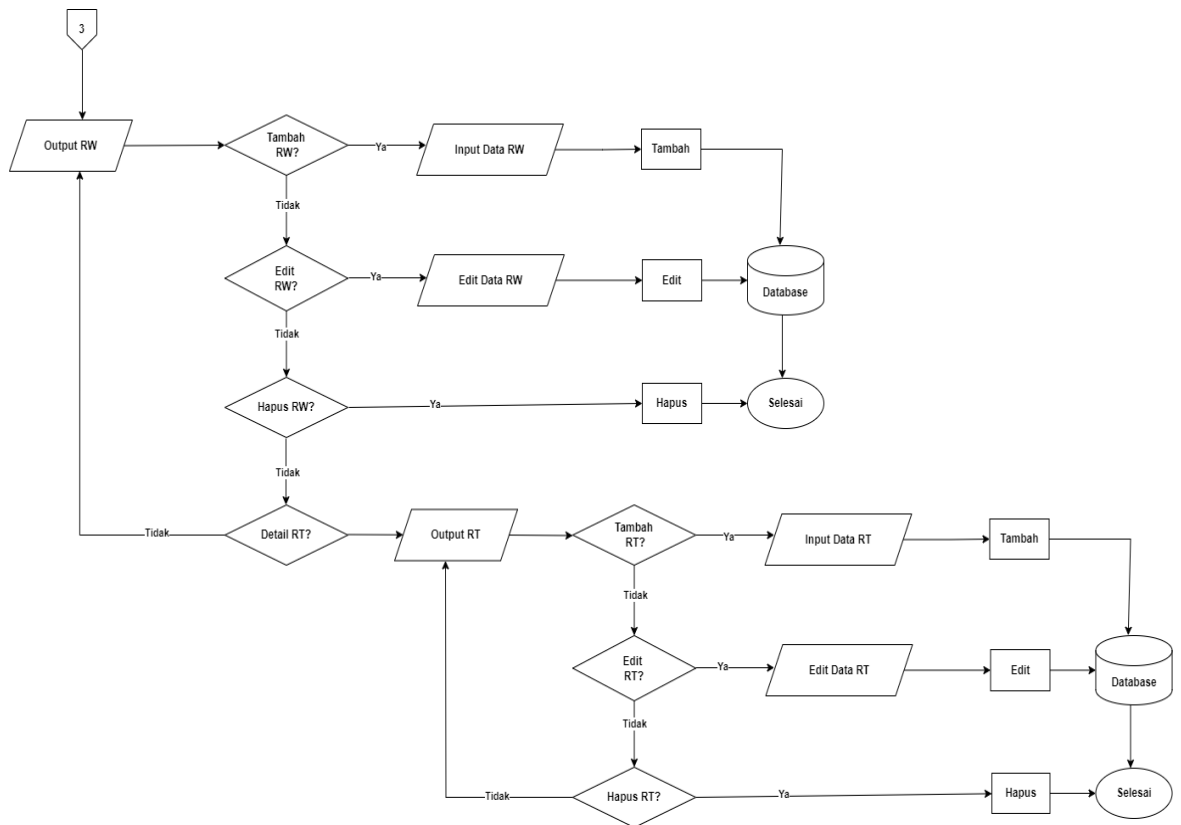 3
Output RW
Tambah
RW?
Ya
Input Data RW
Tambah
Tidak
Edit
RW?
Ya
Edit Data RW
Edit
Database
Tidak
Hapus RW?
Ya
Hapus
Selesai
Tidak
Tidak
Detail RT?
Output RT
Tambah
RT?
Ya
Input Data RT
Tambah
Tidak
Edit
RT?
Ya
Edit Data RT
Edit
Database
Tidak
Tidak
Hapus RT?
Ya
Hapus
Selesai